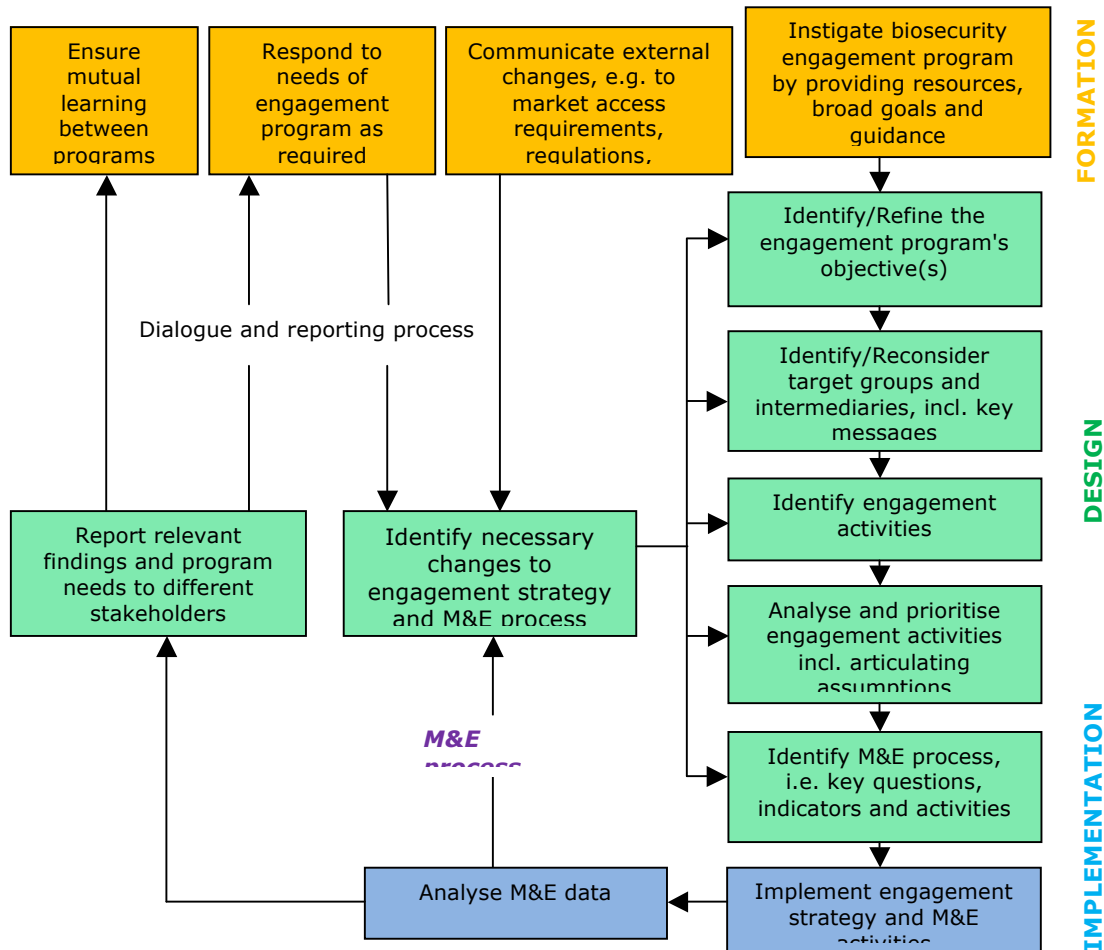 Ensure
mutual
learning
between
programs
Respond to
needs of
engagement
program as
required
Communicate external
changes, e.g. to
market access
requirements,
regulations,
Instigate biosecurity
engagement program
by providing resources,
broad goals and
guidance
FORMATION
Identify/Refine the
engagement program's
objective(s)
Dialogue and reporting process
Identify/Reconsider
target groups and
intermediaries, incl. key
messages
DESIGN
Identify engagement
activities
Report relevant
findings and program
needs to different
stakeholders
Identify necessary
changes to
engagement strategy
and M&E process
Analyse and prioritise
engagement activities
incl. articulating
assumptions
M&E
process
Identify M&E process,
i.e. key questions,
indicators and activities
IMPLEMENTATION
Analyse M&E data
Implement engagement
strategy and M&E
activities